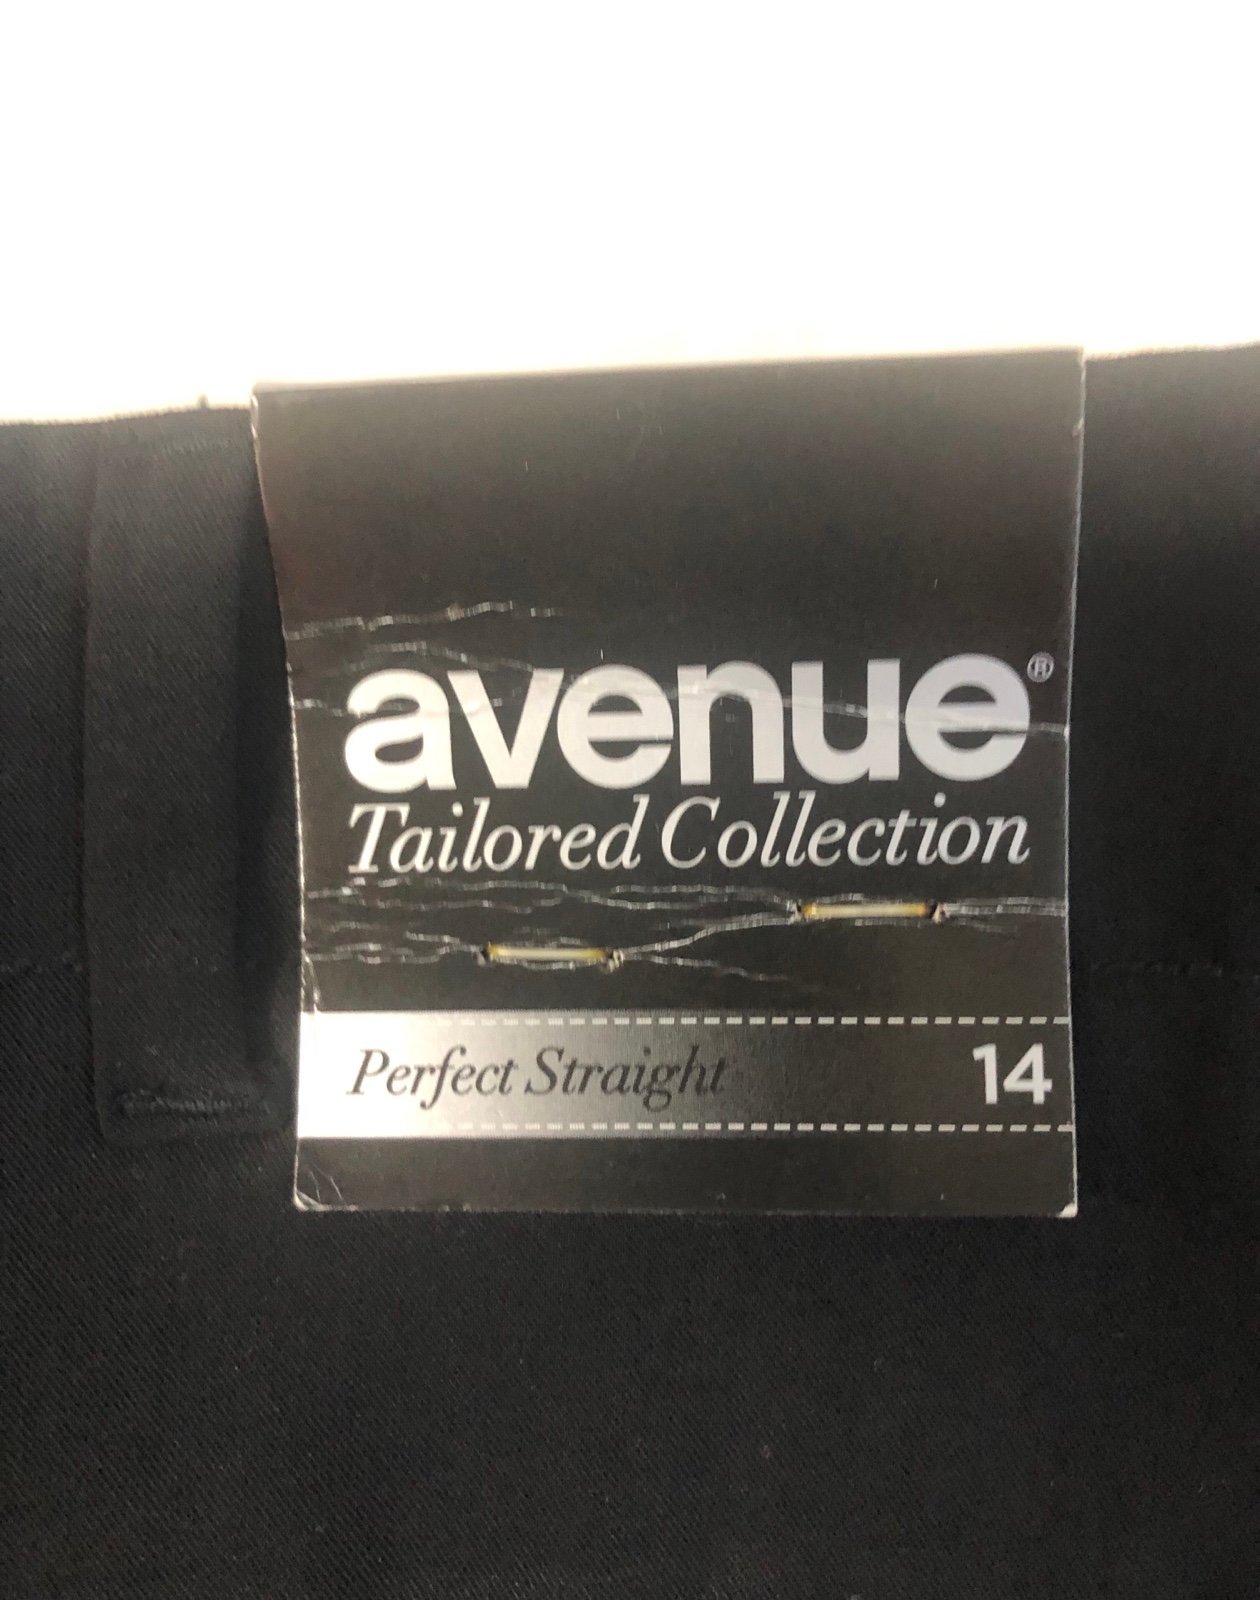 avenue®
Tailored Collection
Perfect Straight 14